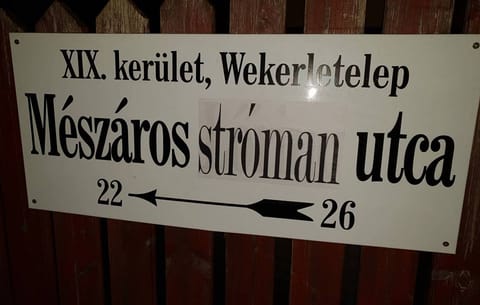 XIX. kerület, Wekerletelep
Mészáros stróman utca
22 26